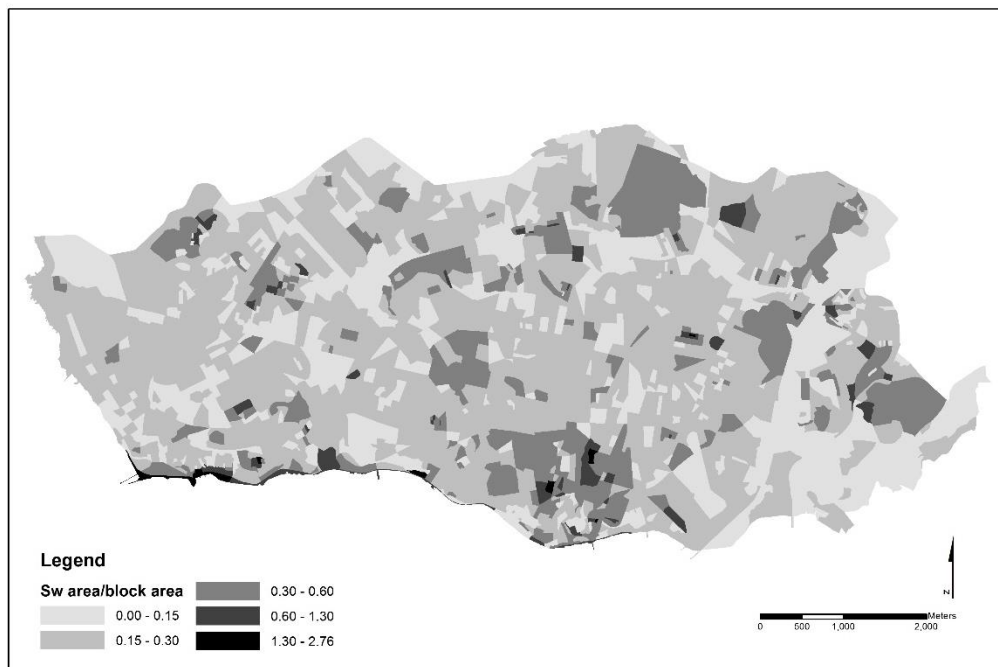 Legend
Sw area/block area
0.00 - 0.15
0.15 - 0.30
0.30 - 0.60
0.60 - 1.30
1.30 - 2.76
N
Meters
0 500 1,000 2,000